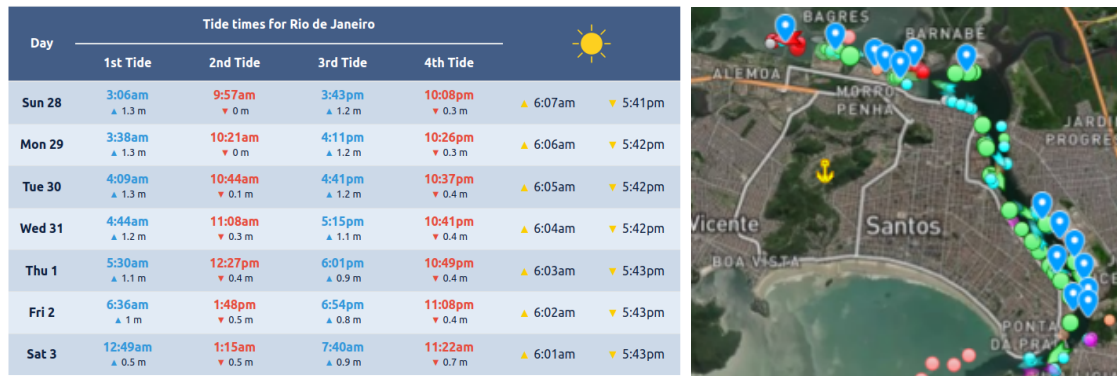 Day
Tide times for Rio de Janeiro
1st Tide 2nd Tide 3rd Tide 4th Tide
Sun 28 3:06am ▲ 1.3 m 9:57am ▼ 0 m 3:43pm ▲ 1.2 m 10:08pm ▼ 0.3 m ▲ 6:07am ▼ 5:41pm
Mon 29 3:38am ▲ 1.3 m 10:21am ▼ 0 m 4:11pm ▲ 1.2 m 10:26pm ▼ 0.3 m ▲ 6:06am ▼ 5:42pm
Tue 30 4:09am ▲ 1.3 m 10:44am ▼ 0.1 m 4:41pm ▲ 1.2 m 10:37pm ▼ 0.4 m ▲ 6:05am ▼ 5:42pm
Wed 31 4:44am ▲ 1.2 m 11:08am ▼ 0.3 m 5:15pm ▲ 1.1 m 10:41pm ▼ 0.4 m ▲ 6:04am ▼ 5:42pm
Thu 1 5:30am ▲ 1.1 m 12:27pm ▼ 0.4 m 6:01pm ▲ 0.9 m 10:49pm ▼ 0.4 m ▲ 6:03am ▼ 5:43pm
Fri 2 6:36am ▲ 1 m 1:48pm ▼ 0.5 m 6:54pm ▲ 0.8 m 11:08pm ▼ 0.4 m ▲ 6:02am ▼ 5:43pm
Sat 3 12:49am ▲ 0.5 m 1:15am ▼ 0.5 m 7:40am ▲ 0.9 m 11:22am ▼ 0.7 m ▲ 6:01am ▼ 5:43pm
BAGRES
BARNABÉ
ALEMOA
MORRO
PENHA
JARDI
PROGRES
Vicente
Santos
BOA VISTA
PONTA
DA PRAI